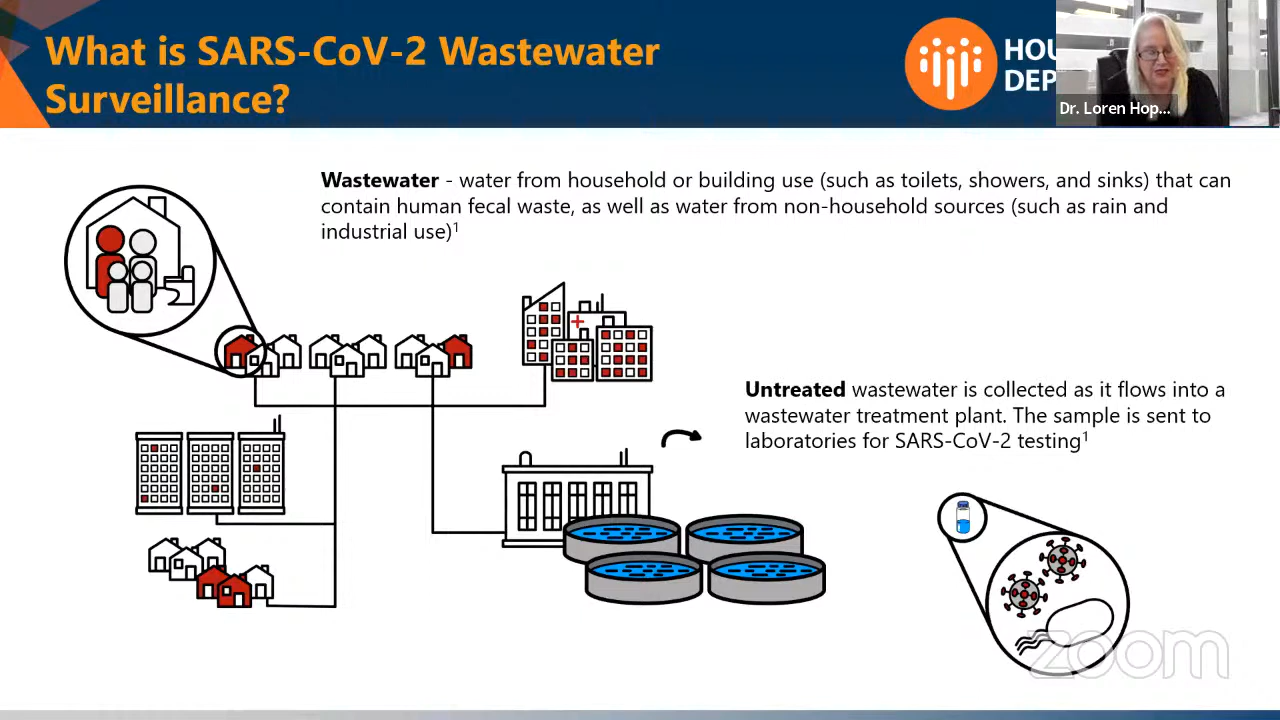 What is SARS-CoV-2 Wastewater
Surveillance?
HOU
DEP
Dr. Loren Hop...
Wastewater - water from household or building use (such as toilets, showers, and sinks) that can
contain human fecal waste, as well as water from non-household sources (such as rain and
industrial use)¹
Untreated wastewater is collected as it flows into a
wastewater treatment plant. The sample is sent to
laboratories for SARS-CoV-2 testing¹
zoom